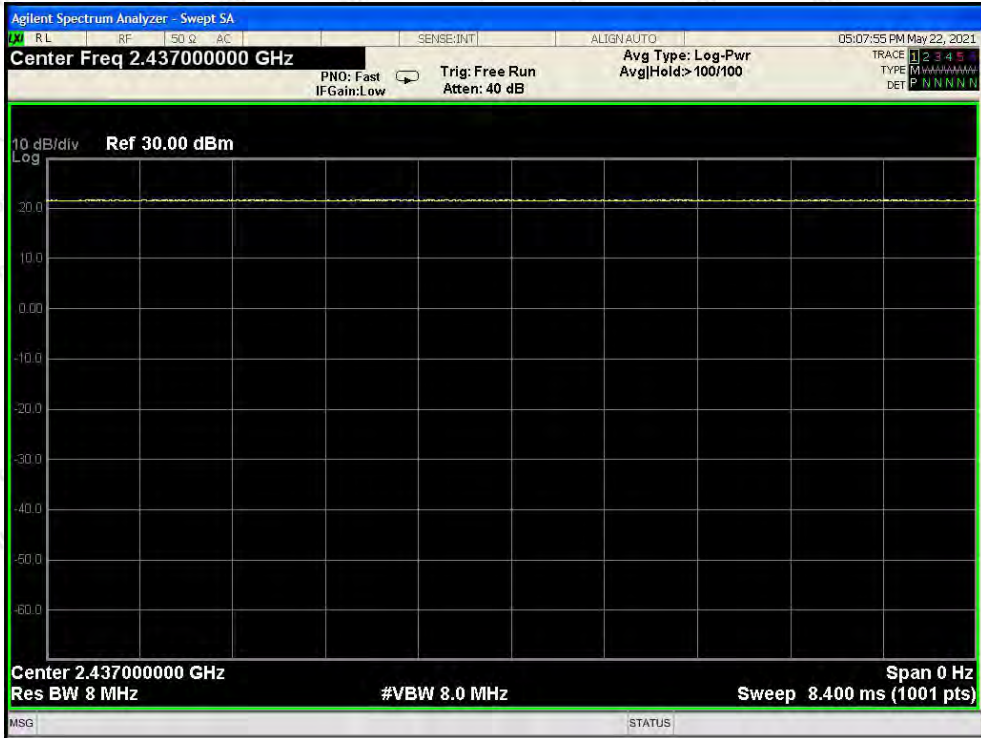 Agilent Spectrum Analyzer - Swept SA
LXI RL RF 50 Ω AC SENSE:INT ALIGN AUTO 05:07:55 PM May 22, 2021
Center Freq 2.437000000 GHz
PNO: Fast
IFGain:Low
Trig: Free Run
Atten: 40 dB
Avg Type: Log-Pwr
Avg|Hold:>100/100
TRACE 1 2 3 4 5 6
TYPE M
DET P N N N N N
10 dB/div Ref 30.00 dBm
Log
20.0
10.0
0.00
-10.0
-20.0
-30.0
-40.0
-50.0
-60.0
Center 2.437000000 GHz Span 0 Hz
Res BW 8 MHz #VBW 8.0 MHz Sweep 8.400 ms (1001 pts)
MSG STATUS